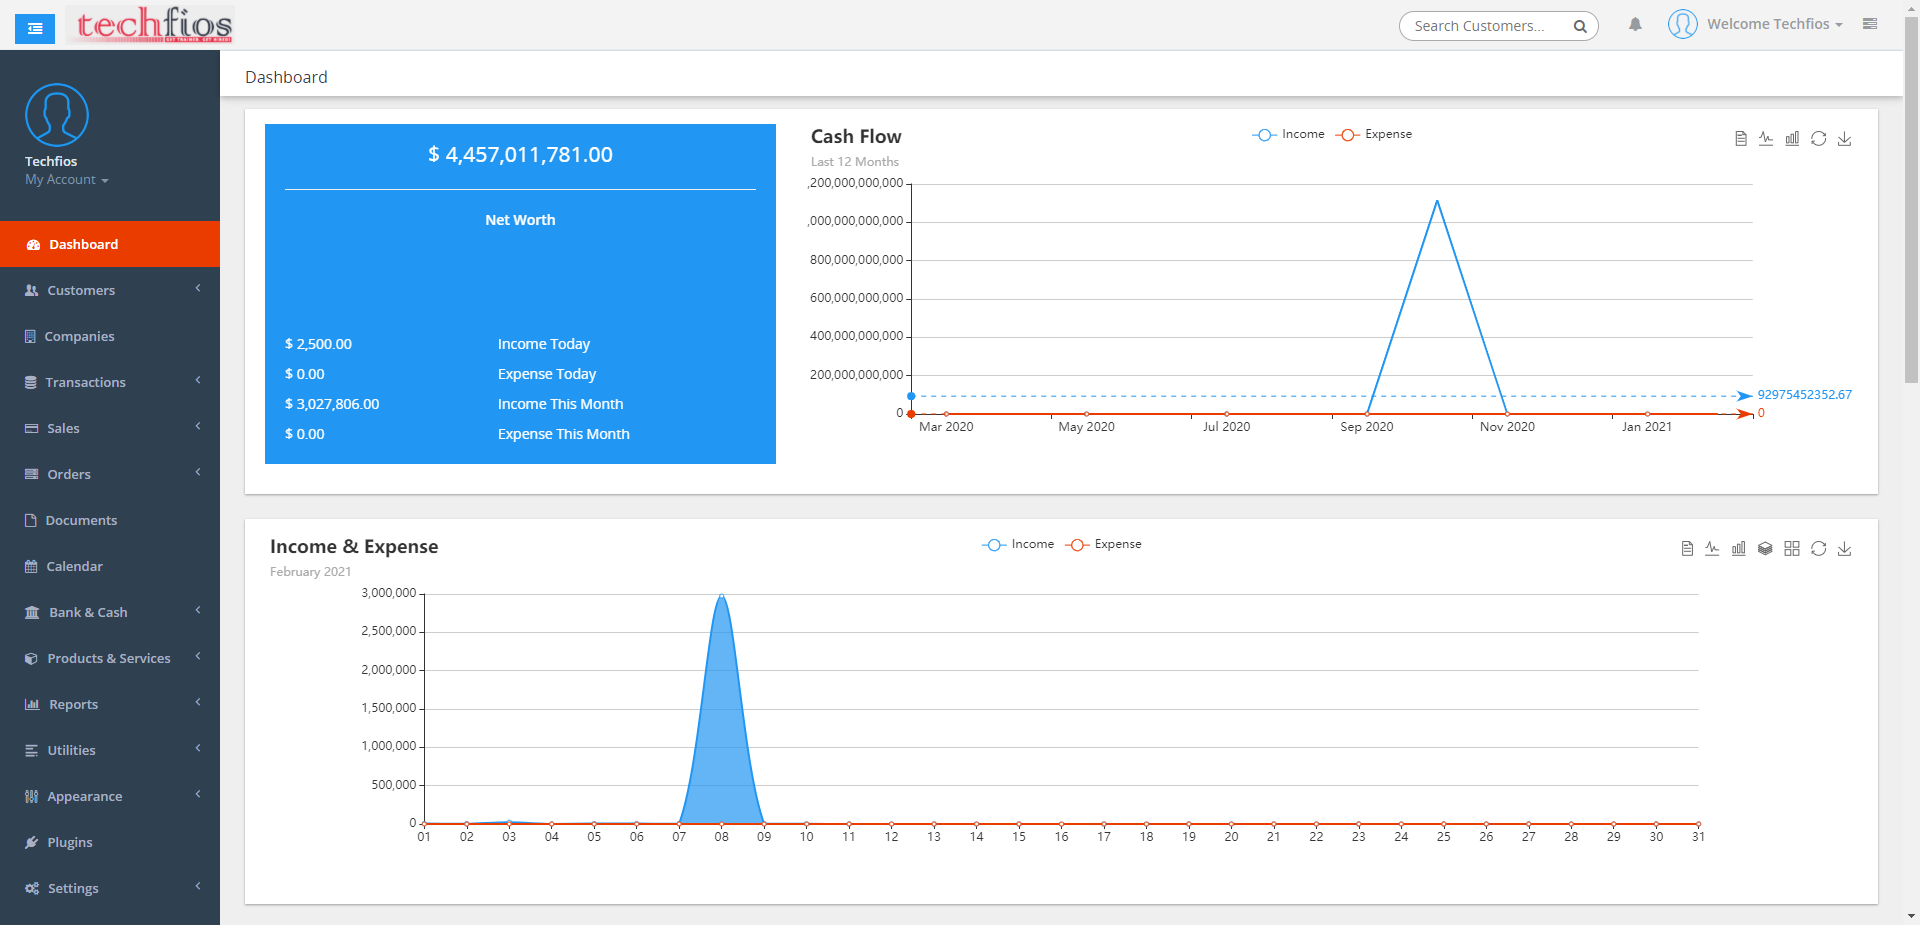 techfios
GET TRAINED. GET HIRED!
Search Customers...
Welcome Techfios
Techfios
My Account
Dashboard
Customers
Companies
Transactions
Sales
Orders
Documents
Calendar
Bank & Cash
Products & Services
Reports
Utilities
Appearance
Plugins
Settings
Dashboard
$ 4,457,011,781.00
Net Worth
$ 2,500.00 Income Today
$ 0.00 Expense Today
$ 3,027,806.00 Income This Month
$ 0.00 Expense This Month
Cash Flow
Last 12 Months
Income Expense
,200,000,000,000
,000,000,000,000
800,000,000,000
600,000,000,000
400,000,000,000
200,000,000,000
0
92975452352.67
0
Mar 2020 May 2020 Jul 2020 Sep 2020 Nov 2020 Jan 2021
Income & Expense
February 2021
Income Expense
3,000,000
2,500,000
2,000,000
1,500,000
1,000,000
500,000
0
01 02 03 04 05 06 07 08 09 10 11 12 13 14 15 16 17 18 19 20 21 22 23 24 25 26 27 28 29 30 31